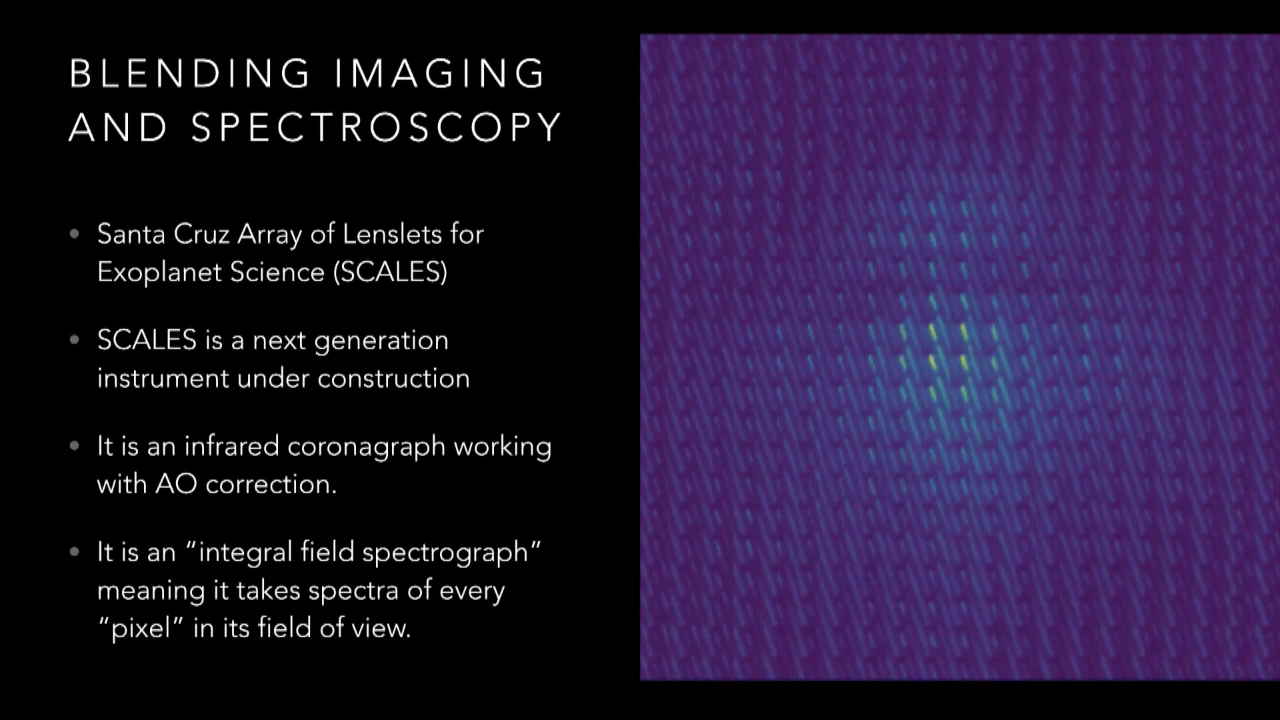 BLENDING IMAGING
AND SPECTROSCOPY
• Santa Cruz Array of Lenslets for
Exoplanet Science (SCALES)
• SCALES is a next generation
instrument under construction
• It is an infrared coronagraph working
with AO correction.
• It is an “integral field spectrograph”
meaning it takes spectra of every
“pixel” in its field of view.